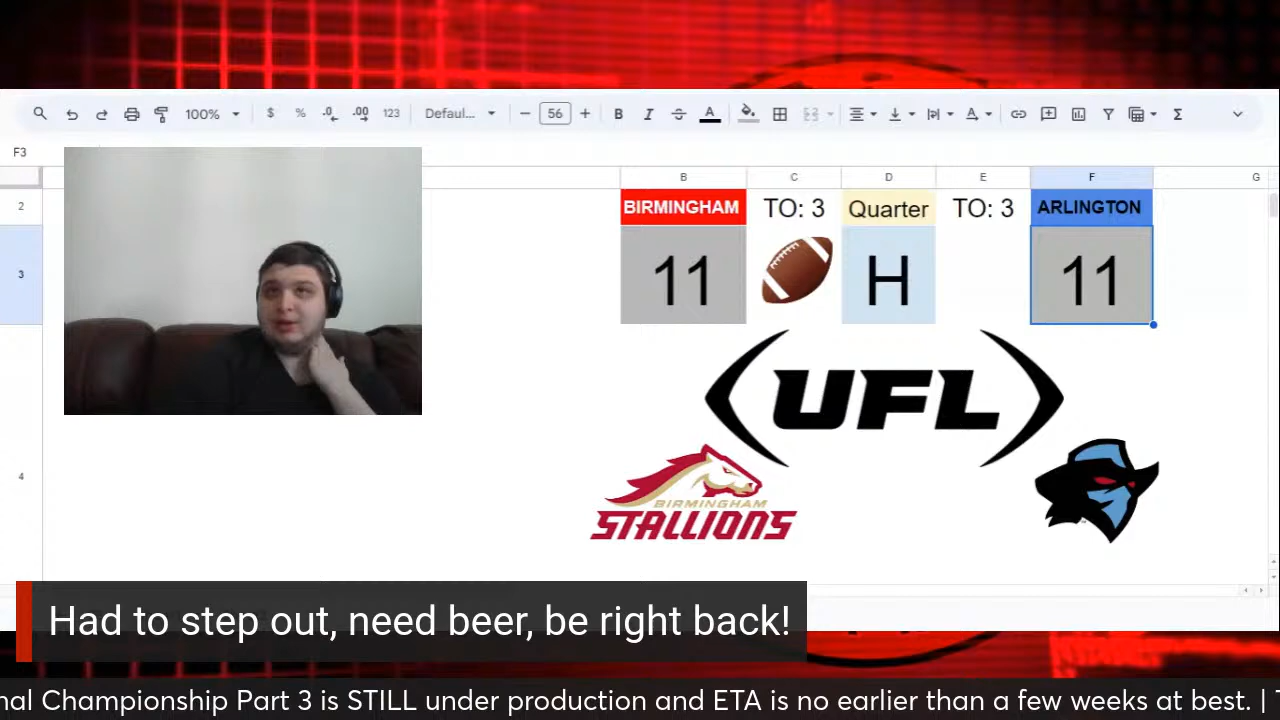 100%
$
%
.0
.00
123
Defaul...
56
B
I
A
Σ
F3
B
C
D
E
F
G
2
BIRMINGHAM
TO: 3
Quarter
TO: 3
ARLINGTON
3
11
H
11
UFL
4
BIRMINGHAM
STALLIONS
Had to step out, need beer, be right back!
nal Championship Part 3 is STILL under production and ETA is no earlier than a few weeks at best. |